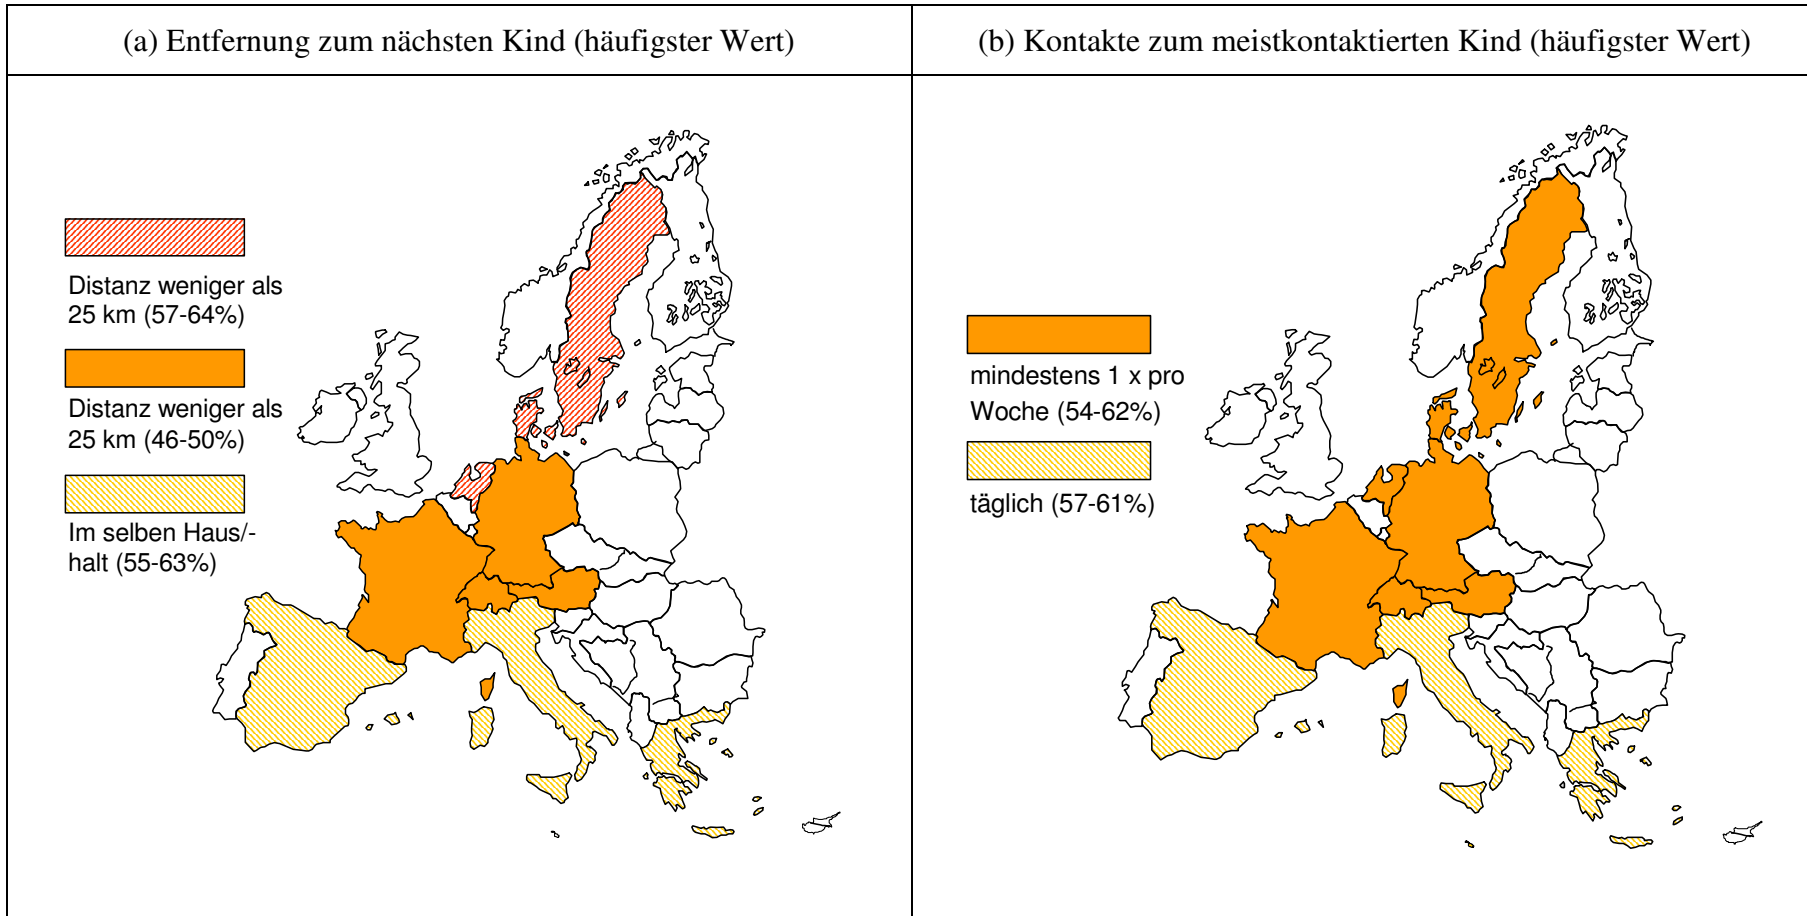 (a) Entfernung zum nächsten Kind (häufigster Wert)
Distanz weniger als
25 km (57-64%)
Distanz weniger als
25 km (46-50%)
Im selben Haus/-
halt (55-63%)
(b) Kontakte zum meistkontaktierten Kind (häufigster Wert)
mindestens 1 x pro
Woche (54-62%)
täglich (57-61%)